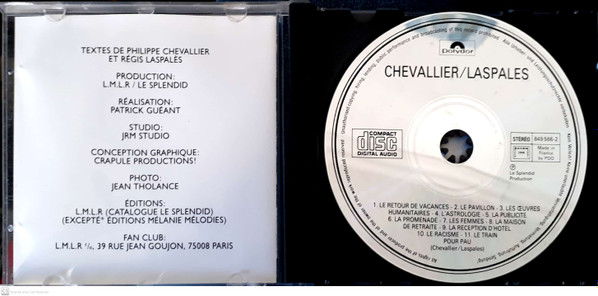 TEXTES DE PHILIPPE CHEVALLIER
ET RÉGIS LASPALÈS
PRODUCTION:
L.M.L.R / LE SPLENDID
RÉALISATION:
PATRICK GUÉANT
STUDIO:
JRM STUDIO
CONCEPTION GRAPHIQUE:
CRAPULE PRODUCTIONS!
PHOTO:
JEAN THOLANCE
ÉDITIONS:
L.M.L.R (CATALOGUE LE SPLENDID)
(EXCEPTÉ* ÉDITIONS MÉLANIE MÉLODIES)
FAN CLUB:
L.M.L.R c/o, 39 RUE JEAN GOUJON, 75008 PARIS
Polydor
CHEVALLIER/LASPALES
COMPACT
disc
DIGITAL AUDIO
STÉRÉO 849 566-2
Made in
France
by PDO
℗
Le Splendid
Production
1. LE RETOUR DE VACANCES - 2. LE PAVILLON - 3. LES ŒUVRES
HUMANITAIRES - 4. L'ASTROLOGIE - 5. LA PUBLICITE
6. LA PROMENADE - 7. LES FEMMES - 8. LA MAISON
DE RETRAITE - 9. LA RECEPTION D'HOTEL
10. LE RACISME - 11. LE TRAIN
POUR PAU
(Chevallier/Laspales)